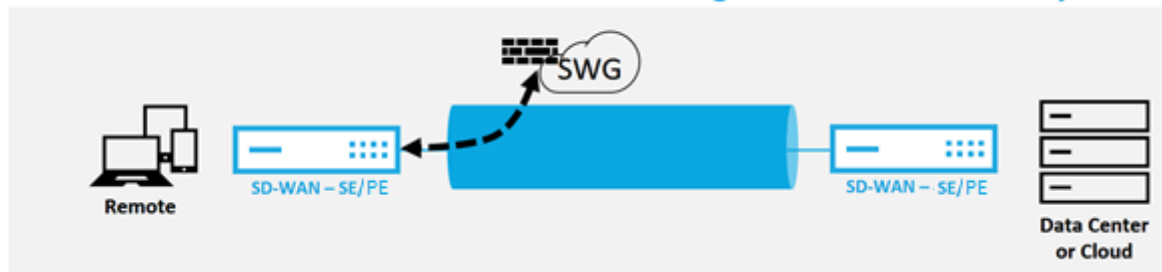 SWG
SD-WAN – SE/PE
SD-WAN – SE/PE
Remote
Data Center
or Cloud